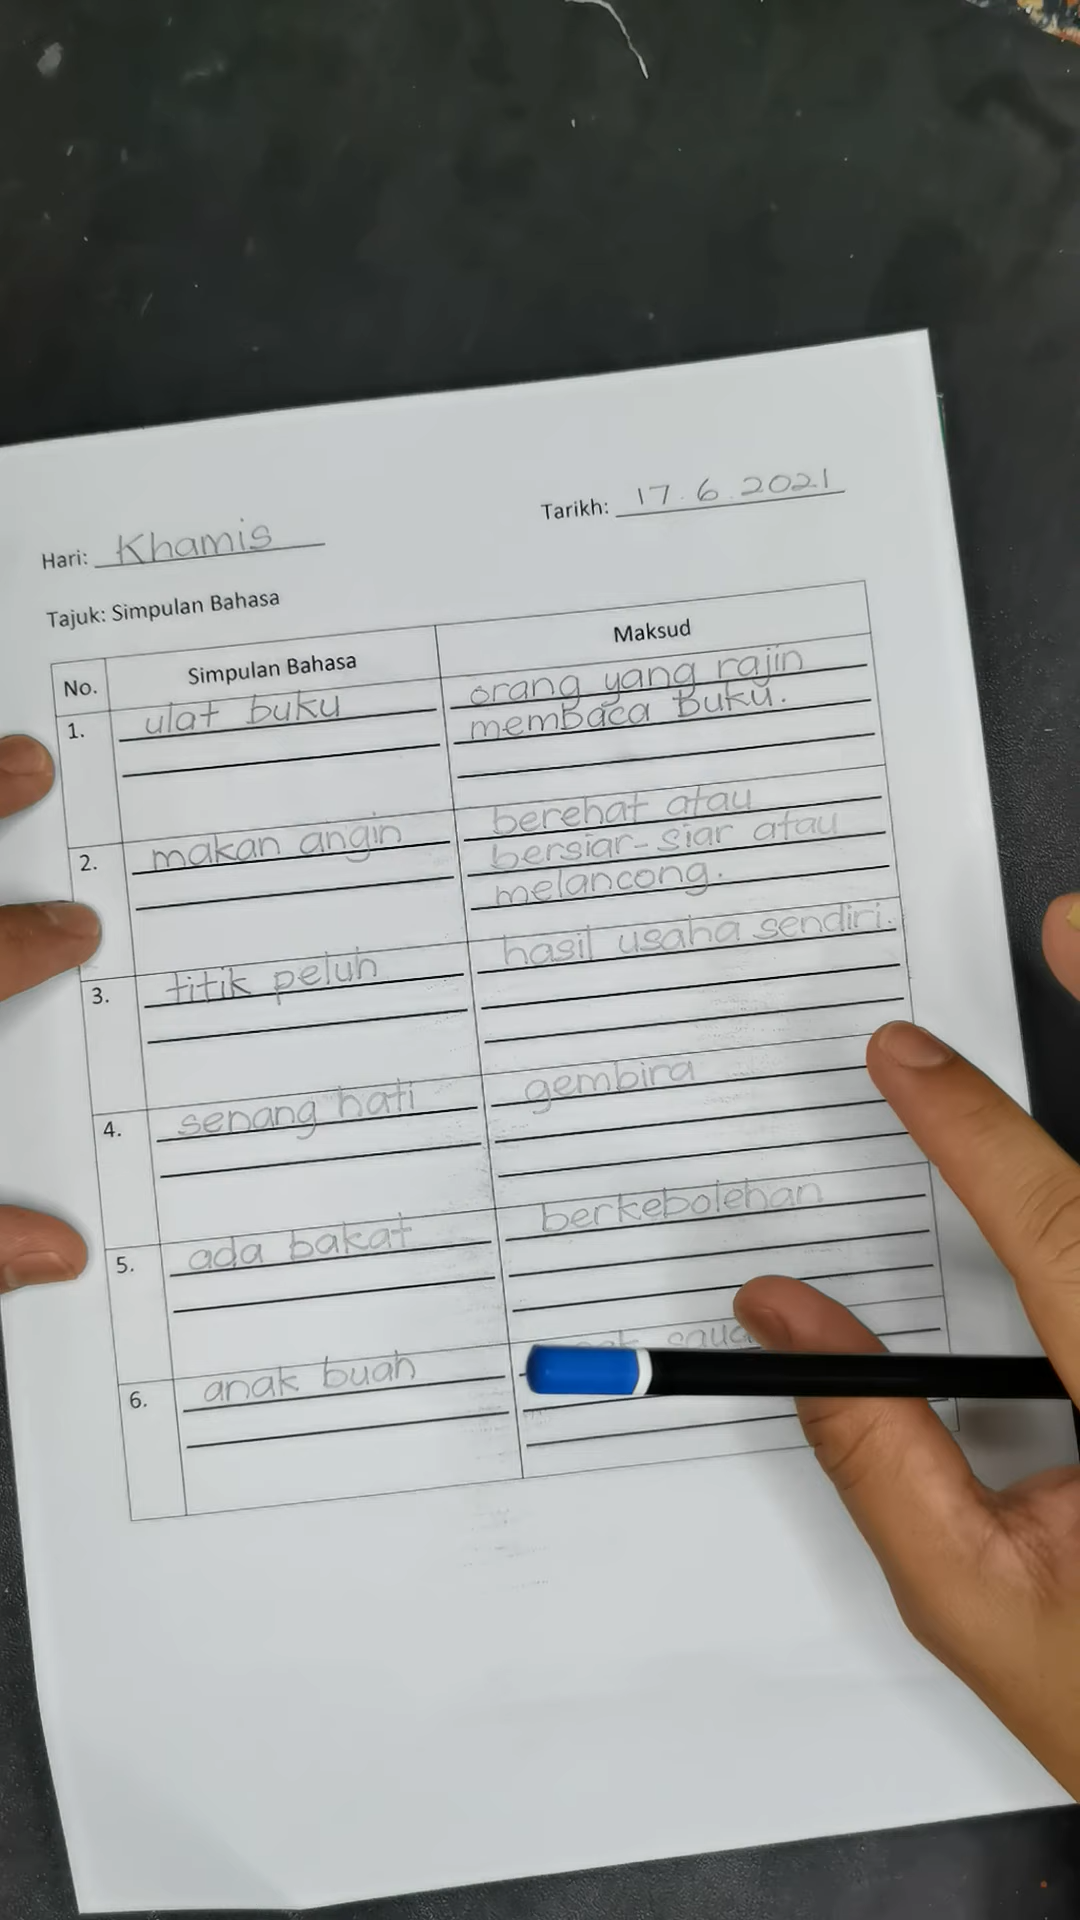 Hari: Khamis
Tarikh: 17.6.2021
Tajuk: Simpulan Bahasa
No. Simpulan Bahasa Maksud
1. ulat buku orang yang rajin
membaca buku.
2. makan angin berehat atau
bersiar-siar atau
melancong.
3. titik peluh hasil usaha sendiri.
4. senang hati gembira
5. ada bakat berkebolehan
6. anak buah